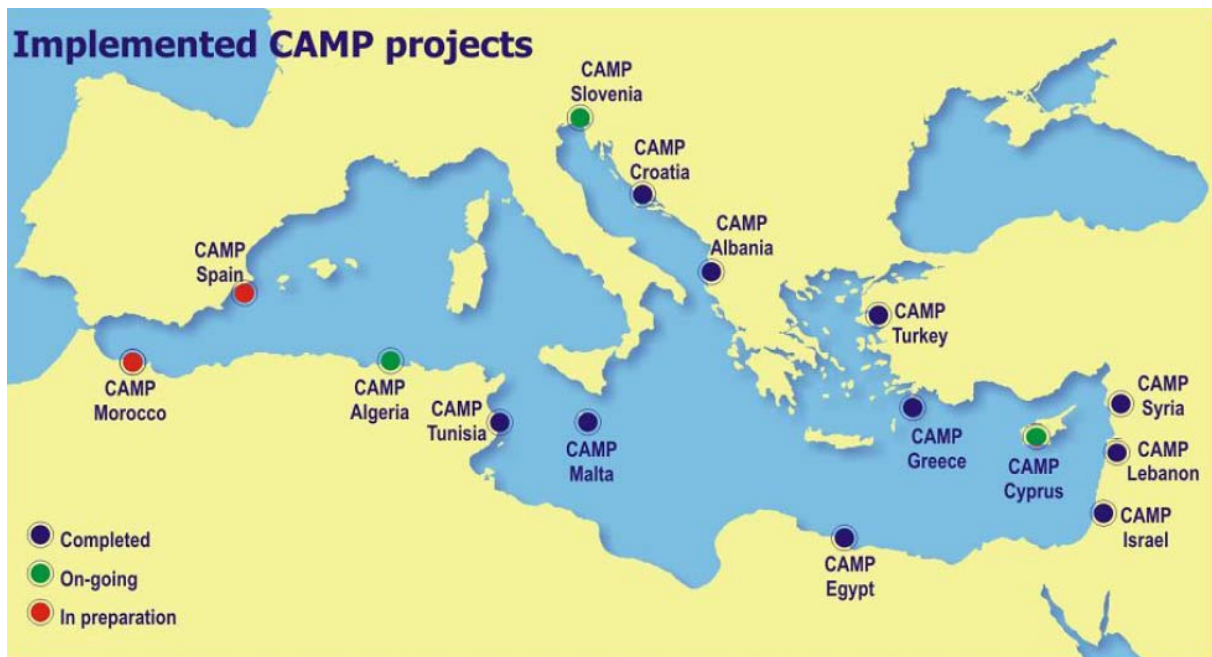 Implemented CAMP projects
CAMP
Slovenia
CAMP
Croatia
CAMP
Albania
CAMP
Spain
CAMP
Turkey
CAMP
Morocco
CAMP
Algeria
CAMP
Tunisia
CAMP
Malta
CAMP
Greece
CAMP
Cyprus
CAMP
Syria
CAMP
Lebanon
CAMP
Israel
CAMP
Egypt
Completed
On-going
In preparation